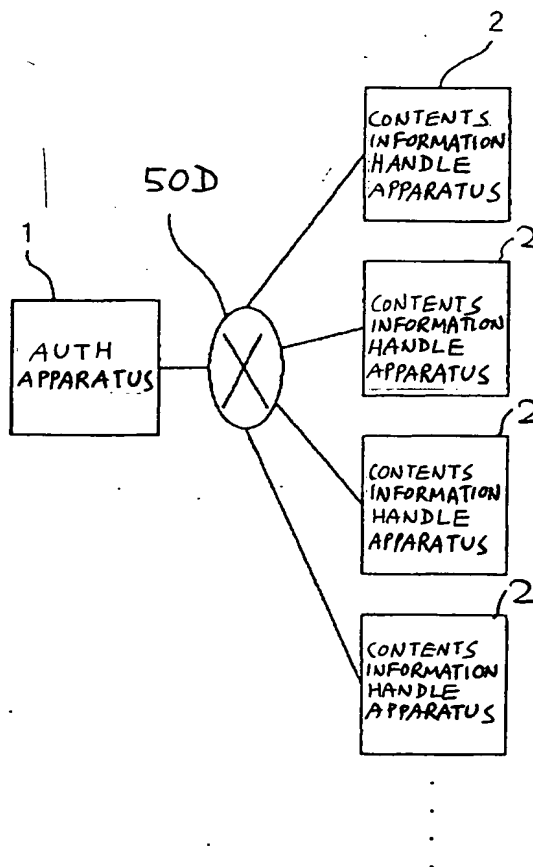 2
CONTENTS
INFORMATION
HANDLE
APPARATUS
50D
1
AUTH
APPARATUS
2
CONTENTS
INFORMATION
HANDLE
APPARATUS
2
CONTENTS
INFORMATION
HANDLE
APPARATUS
2
CONTENTS
INFORMATION
HANDLE
APPARATUS